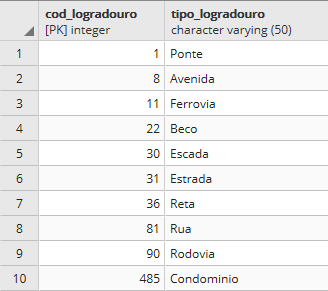 cod_logradouro tipo_logradouro
[PK] integer character varying (50)
1 1 Ponte
2 8 Avenida
3 11 Ferrovia
4 22 Beco
5 30 Escada
6 31 Estrada
7 36 Reta
8 81 Rua
9 90 Rodovia
10 485 Condominio